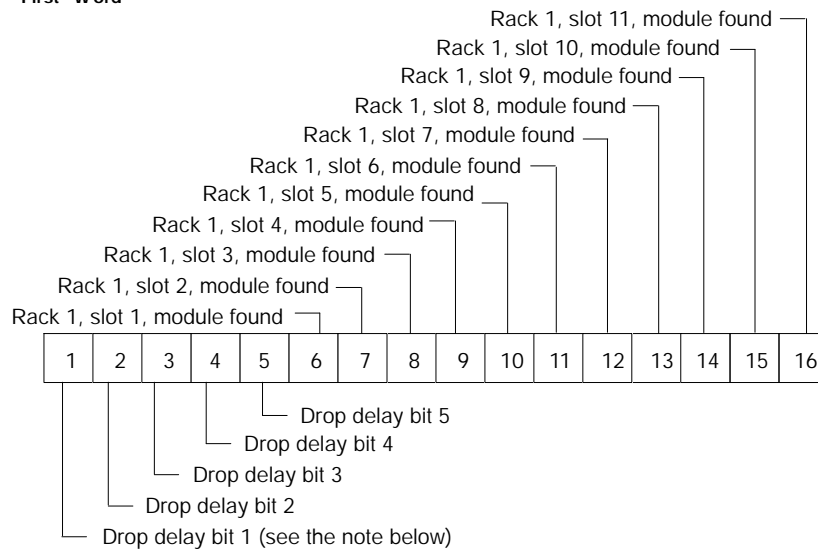 First Word
Rack 1, slot 11, module found
Rack 1, slot 10, module found
Rack 1, slot 9, module found
Rack 1, slot 8, module found
Rack 1, slot 7, module found
Rack 1, slot 6, module found
Rack 1, slot 5, module found
Rack 1, slot 4, module found
Rack 1, slot 3, module found
Rack 1, slot 2, module found
Rack 1, slot 1, module found
1 2 3 4 5 6 7 8 9 10 11 12 13 14 15 16
Drop delay bit 5
Drop delay bit 4
Drop delay bit 3
Drop delay bit 2
Drop delay bit 1 (see the note below)